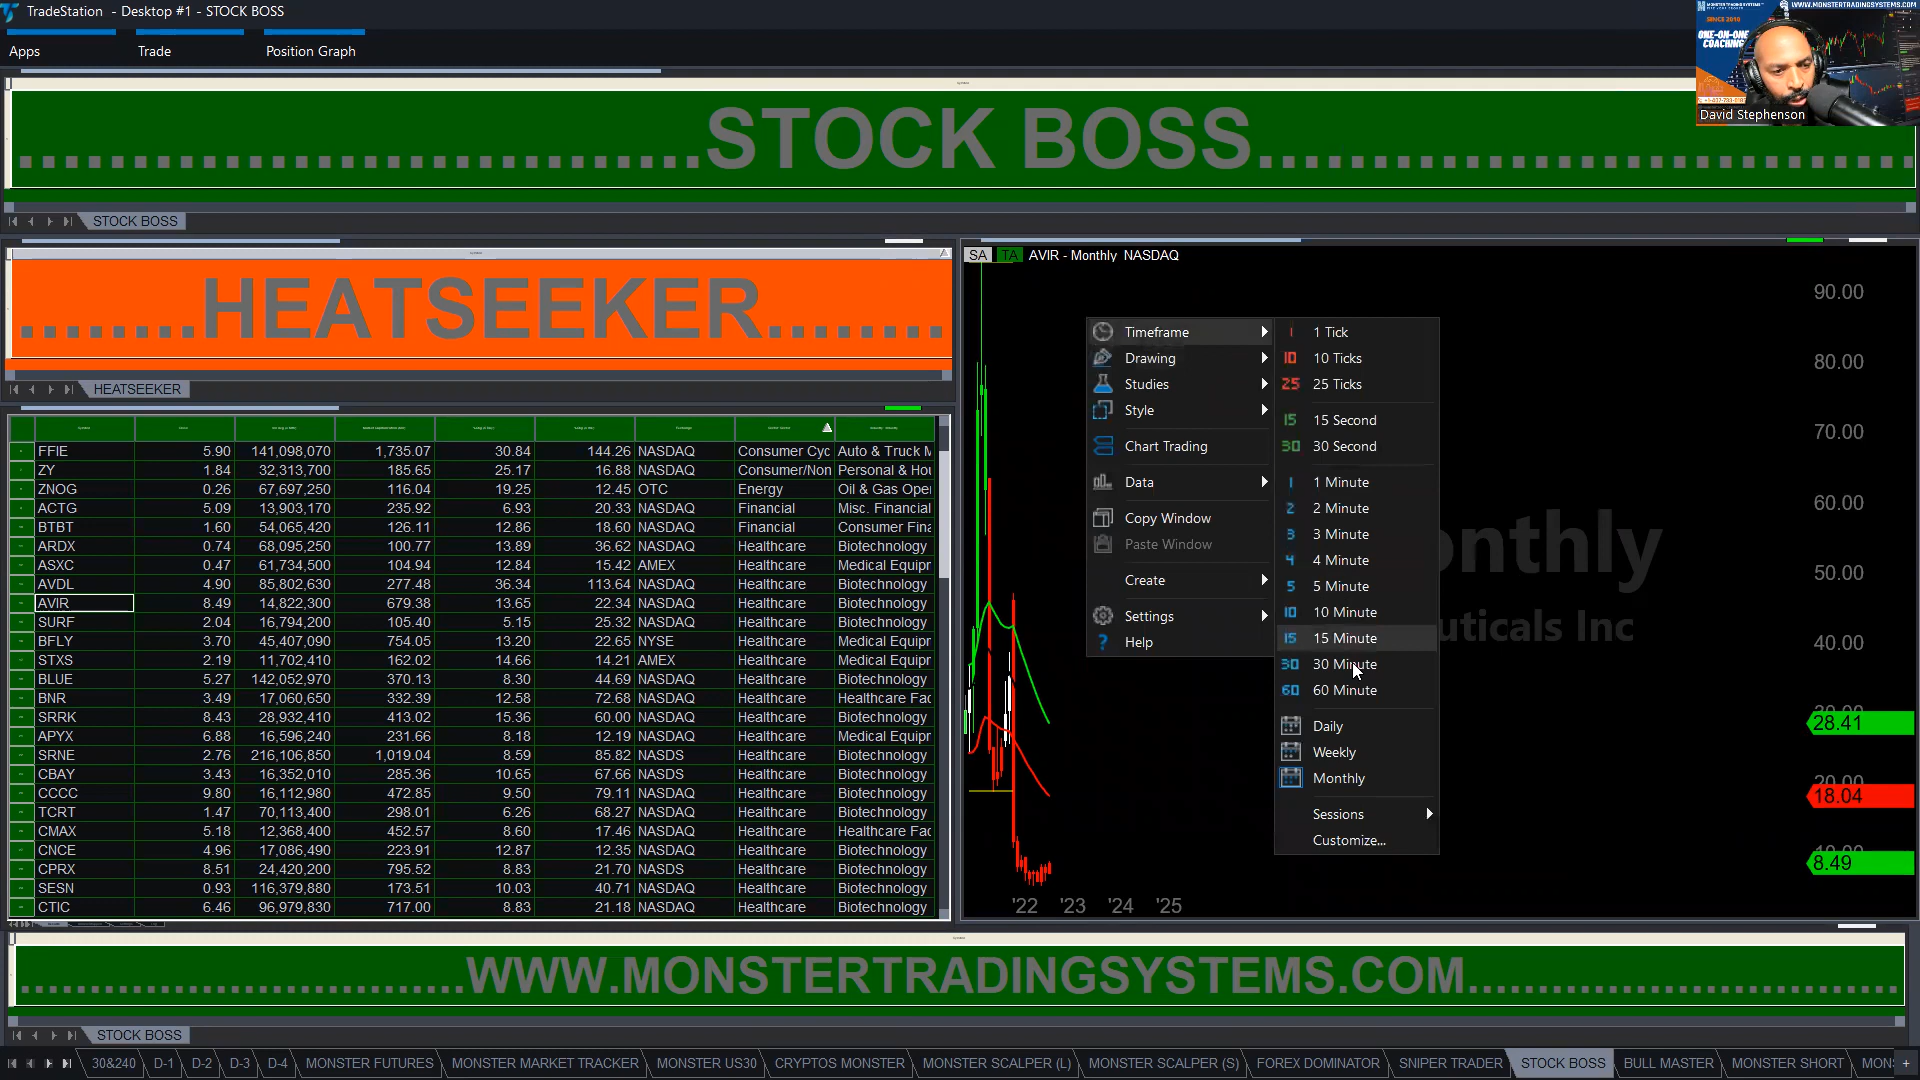 TradeStation - Desktop #1 - STOCK BOSS
Apps Trade Position Graph
WWW.MONSTERTRADINGSYSTEMS.COM
SINCE 2010
ONE-ON-ONE
COACHING
David Stephenson
STOCK BOSS
STOCK BOSS
HEATSEEKER
HEATSEEKER
FFIE 5.90 141,098,070 1,735.07 30.84 144.26 NASDAQ Consumer Cyc Auto & Truck M
ZY 1.84 32,313,700 185.65 25.17 16.88 NASDAQ Consumer/Non Personal & Hou
ZNOG 0.26 67,697,250 116.04 19.25 12.45 OTC Energy Oil & Gas Oper
ACTG 5.09 13,903,170 235.92 6.93 20.33 NASDAQ Financial Misc. Financial
BTBT 1.60 54,065,420 126.11 12.86 18.60 NASDAQ Financial Consumer Fina
ARDX 0.74 68,095,250 100.77 13.89 36.62 NASDAQ Healthcare Biotechnology
ASXC 0.47 61,734,500 104.94 12.84 15.42 AMEX Healthcare Medical Equipr
AVDL 4.90 85,802,630 277.48 36.34 113.64 NASDAQ Healthcare Biotechnology
AVIR 8.49 14,822,300 679.38 13.65 22.34 NASDAQ Healthcare Biotechnology
SURF 2.04 16,794,200 105.40 5.15 25.32 NASDAQ Healthcare Biotechnology
BFLY 3.70 45,407,090 754.05 13.20 22.65 NYSE Healthcare Medical Equipr
STXS 2.19 11,702,410 162.02 14.66 14.21 AMEX Healthcare Medical Equipr
BLUE 5.27 142,052,970 370.13 8.30 44.69 NASDAQ Healthcare Biotechnology
BNR 3.49 17,060,650 332.39 12.58 72.68 NASDAQ Healthcare Healthcare Fac
SRRK 8.43 28,932,410 413.02 15.36 60.00 NASDAQ Healthcare Biotechnology
APYX 6.88 16,596,240 231.66 8.18 12.19 NASDAQ Healthcare Medical Equipr
SRNE 2.76 216,106,850 1,019.04 8.59 85.82 NASDS Healthcare Biotechnology
CBAY 3.43 16,352,010 285.36 10.65 67.66 NASDS Healthcare Biotechnology
CCCC 9.80 16,112,980 472.85 9.50 79.11 NASDAQ Healthcare Biotechnology
TCRT 1.47 70,113,400 298.01 6.26 68.27 NASDAQ Healthcare Biotechnology
CMAX 5.18 12,368,400 452.57 8.60 17.46 NASDAQ Healthcare Healthcare Fac
CNCE 4.96 17,086,490 223.91 12.87 12.35 NASDAQ Healthcare Biotechnology
CPRX 8.51 24,420,200 795.52 8.83 21.70 NASDS Healthcare Biotechnology
SESN 0.93 116,379,880 173.51 10.03 40.71 NASDAQ Healthcare Biotechnology
CTIC 6.46 96,979,830 717.00 8.83 21.18 NASDAQ Healthcare Biotechnology
SA TA AVIR - Monthly NASDAQ
Timeframe
Drawing
Studies
Style
Chart Trading
Data
Copy Window
Paste Window
Create
Settings
Help
1 1 Tick
10 10 Ticks
25 25 Ticks
15 15 Second
30 30 Second
1 1 Minute
2 2 Minute
3 3 Minute
4 4 Minute
5 5 Minute
10 10 Minute
15 15 Minute
30 30 Minute
60 60 Minute
Daily
Weekly
Monthly
Sessions
Customize...
onthly
uticals Inc
90.00
80.00
70.00
60.00
50.00
40.00
28.41
20.00
18.04
8.49
'22 '23 '24 '25
WWW.MONSTERTRADINGSYSTEMS.COM
STOCK BOSS
30&240 D-1 D-2 D-3 D-4 MONSTER FUTURES MONSTER MARKET TRACKER MONSTER US30 CRYPTOS MONSTER MONSTER SCALPER (L) MONSTER SCALPER (S) FOREX DOMINATOR SNIPER TRADER STOCK BOSS BULL MASTER MONSTER SHORT MON +